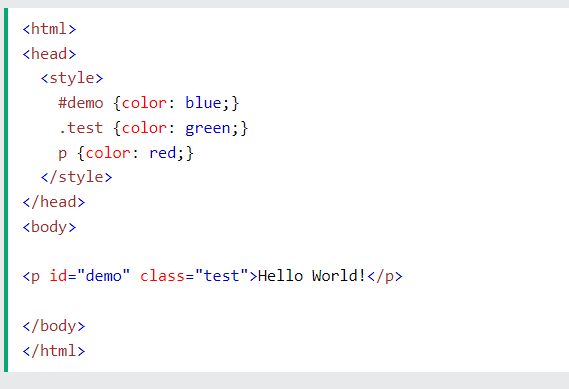 <html>
<head>
  <style>
    #demo {color: blue;}
    .test {color: green;}
    p {color: red;}
  </style>
</head>
<body>

<p id="demo" class="test">Hello World!</p>

</body>
</html>